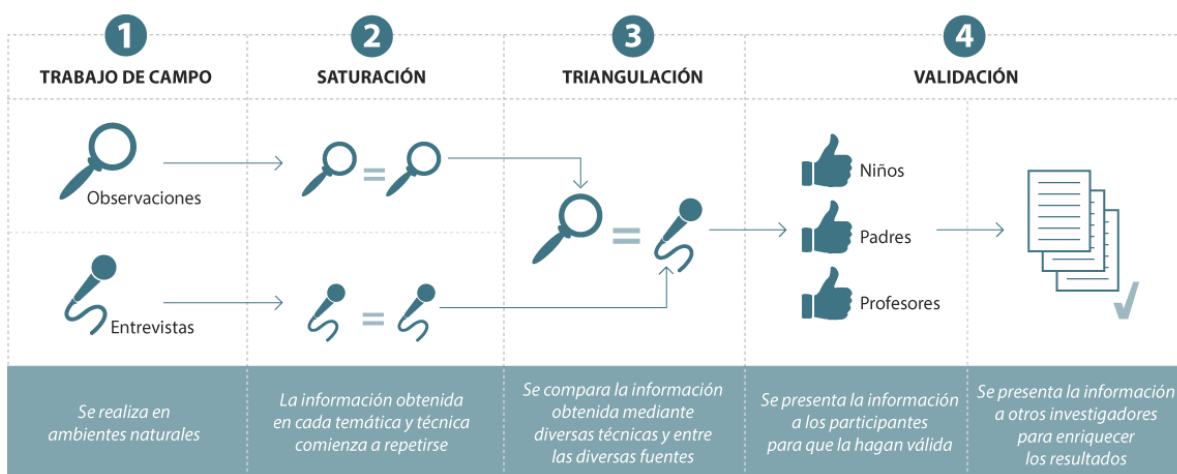 1
TRABAJO DE CAMPO
2
SATURACIÓN
3
TRIANGULACIÓN
4
VALIDACIÓN
Observaciones
=
Entrevistas
=
=
Niños
Padres
Profesores
Se realiza en
ambientes naturales
La información obtenida
en cada temática y técnica
comienza a repetirse
Se compara la información
obtenida mediante
diversas técnicas y entre
las diversas fuentes
Se presenta la información
a los participantes
para que la hagan válida
Se presenta la información
a otros investigadores
para enriquecer
los resultados